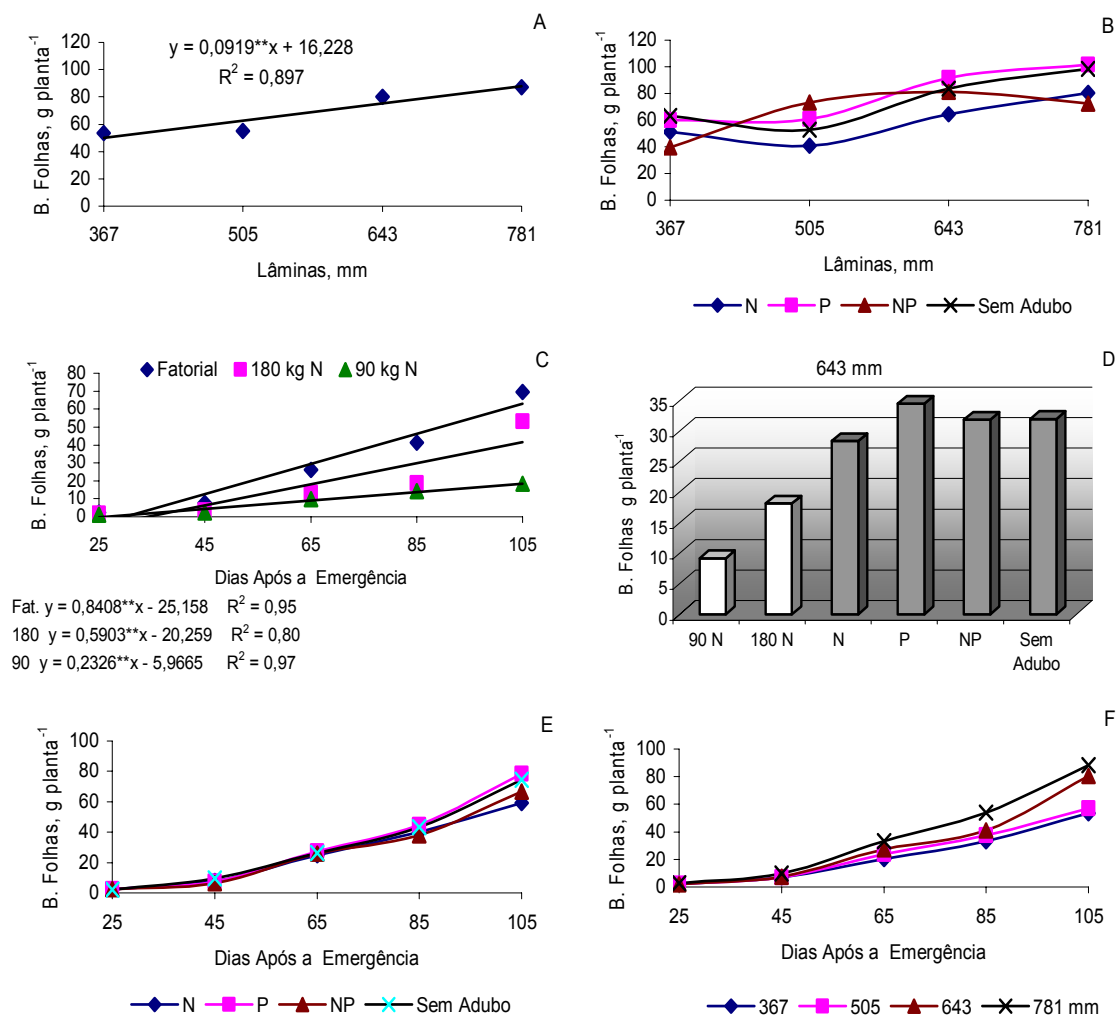 A
y = 0,0919**x + 16,228
R² = 0,897
B. Folhas, g planta⁻¹
120
100
80
60
40
20
0
367 505 643 781
Lâminas, mm
B
B. Folhas, g planta⁻¹
120
100
80
60
40
20
0
367 505 643 781
Lâminas, mm
N P NP Sem Adubo
C
Fatorial 180 kg N 90 kg N
B. Folhas, g planta⁻¹
80
70
60
50
40
30
20
10
0
25 45 65 85 105
Dias Após a Emergência
Fat. y = 0,8408**x - 25,158 R² = 0,95
180 y = 0,5903**x - 20,259 R² = 0,80
90 y = 0,2326**x - 5,9665 R² = 0,97
D
643 mm
B. Folhas g planta⁻¹
35
30
25
20
15
10
5
0
90 N 180 N N P NP Sem
Adubo
E
B. Folhas, g planta⁻¹
100
80
60
40
20
0
25 45 65 85 105
Dias Após a Emergência
N P NP Sem Adubo
F
B. Folhas, g planta⁻¹
100
80
60
40
20
0
25 45 65 85 105
Dias Após a Emergência
367 505 643 781 mm